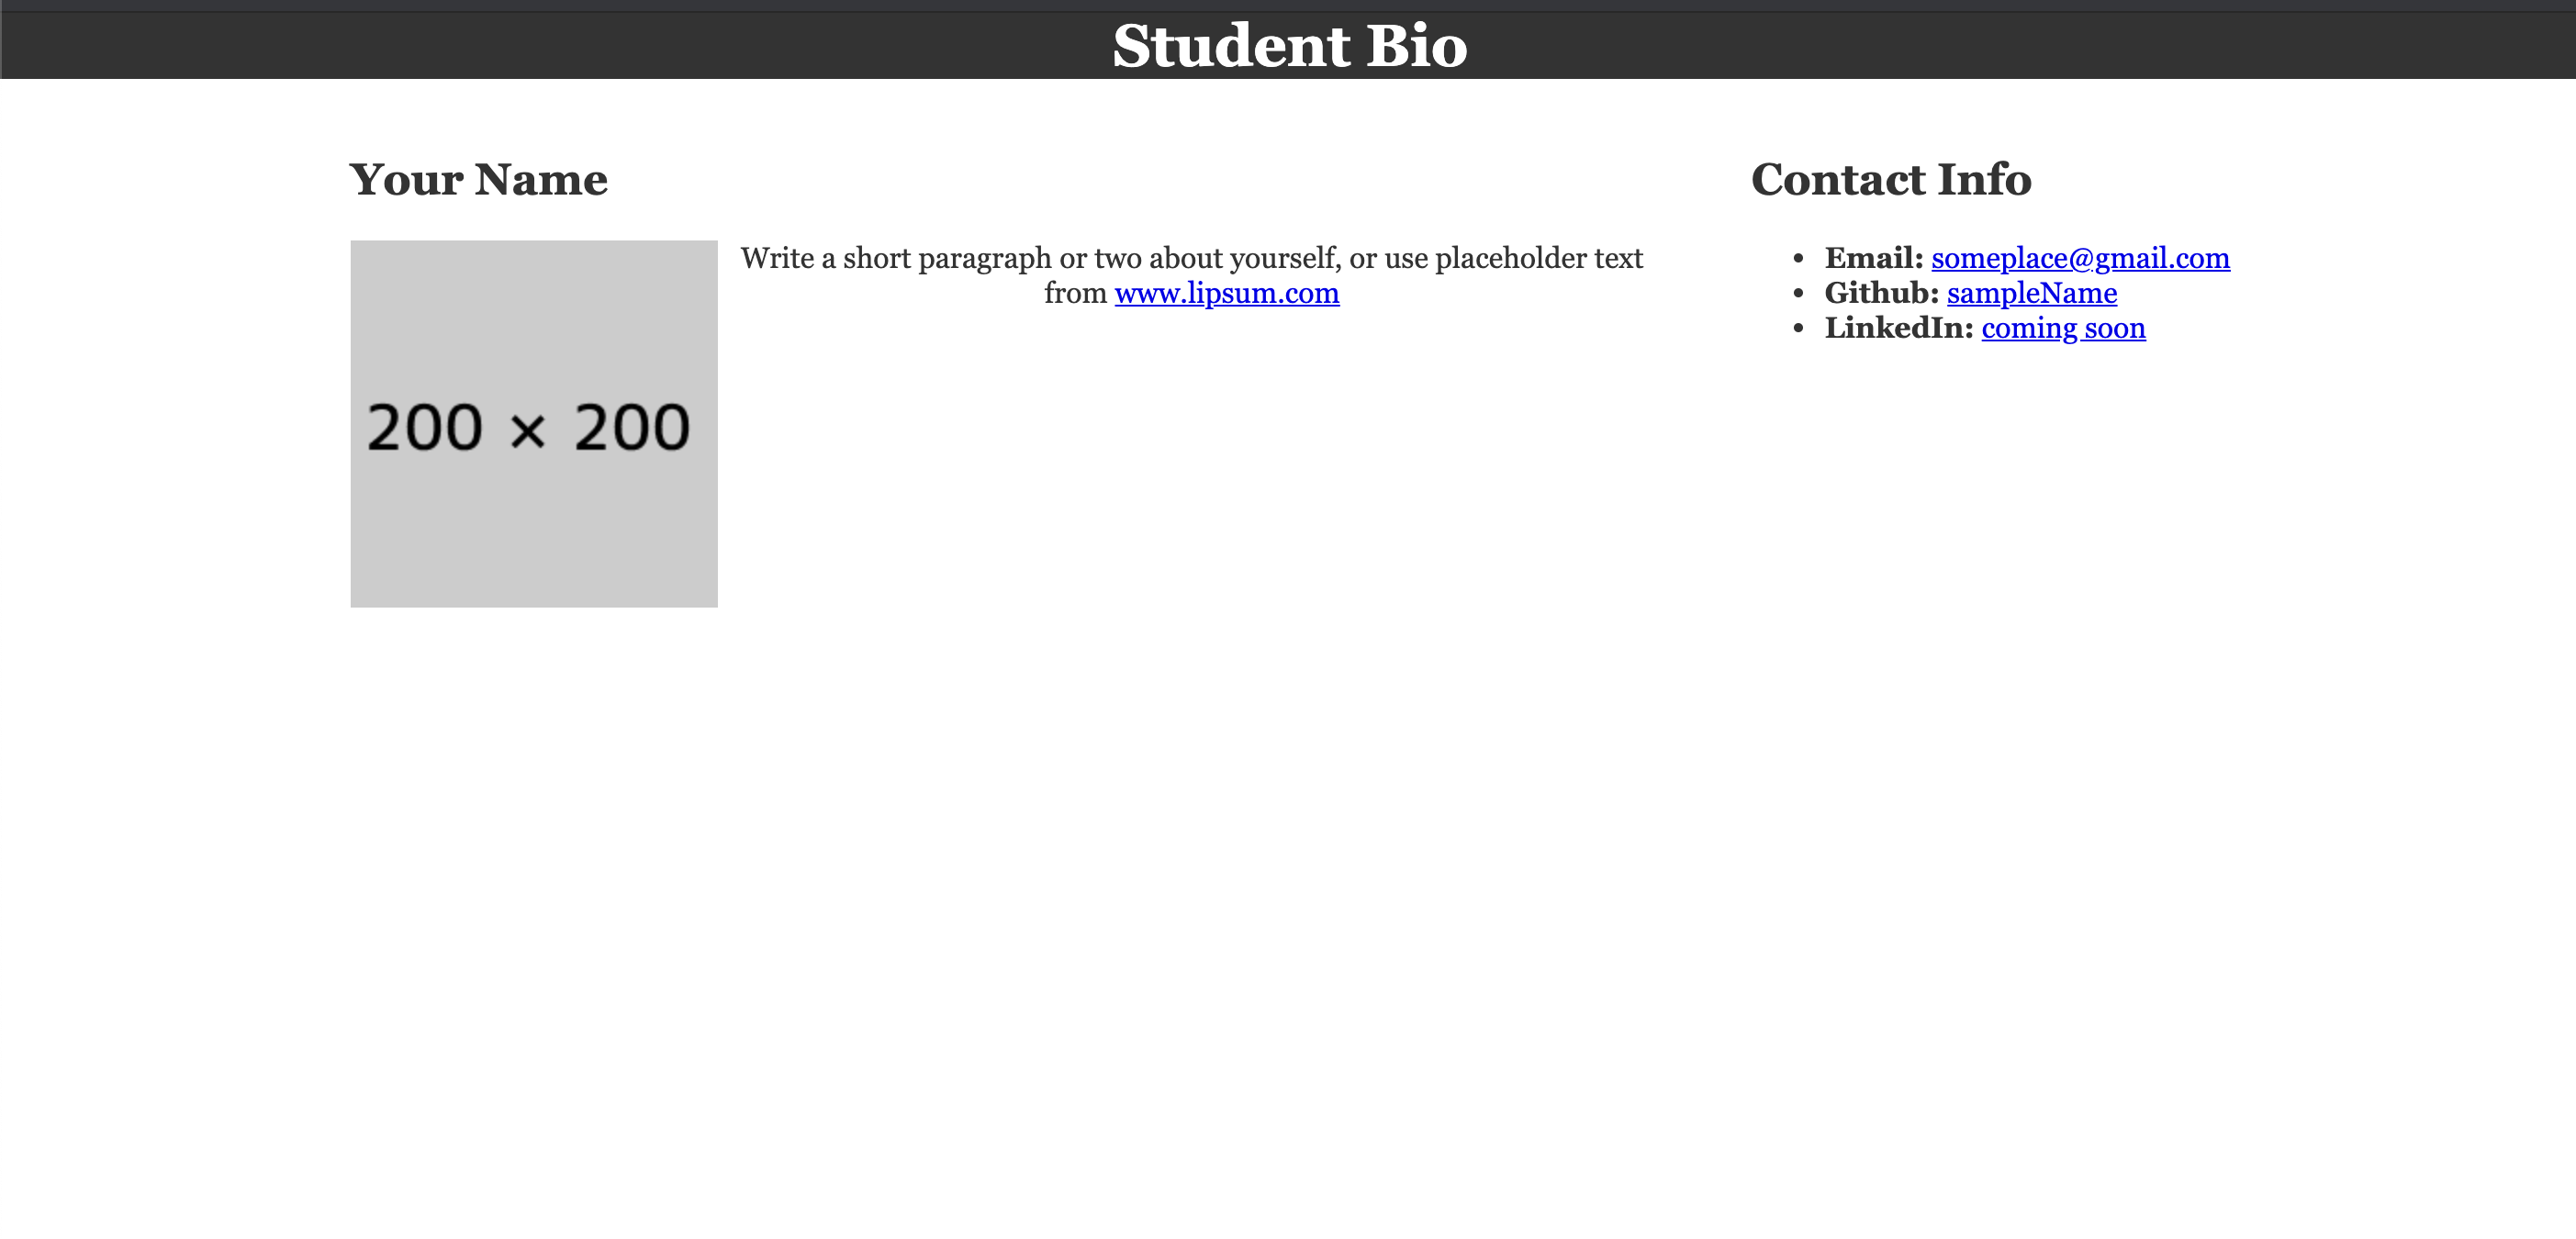 Student Bio
Your Name
200 × 200
Write a short paragraph or two about yourself, or use placeholder text
from www.lipsum.com
Contact Info
• Email: someplace@gmail.com
• Github: sampleName
• LinkedIn: coming soon